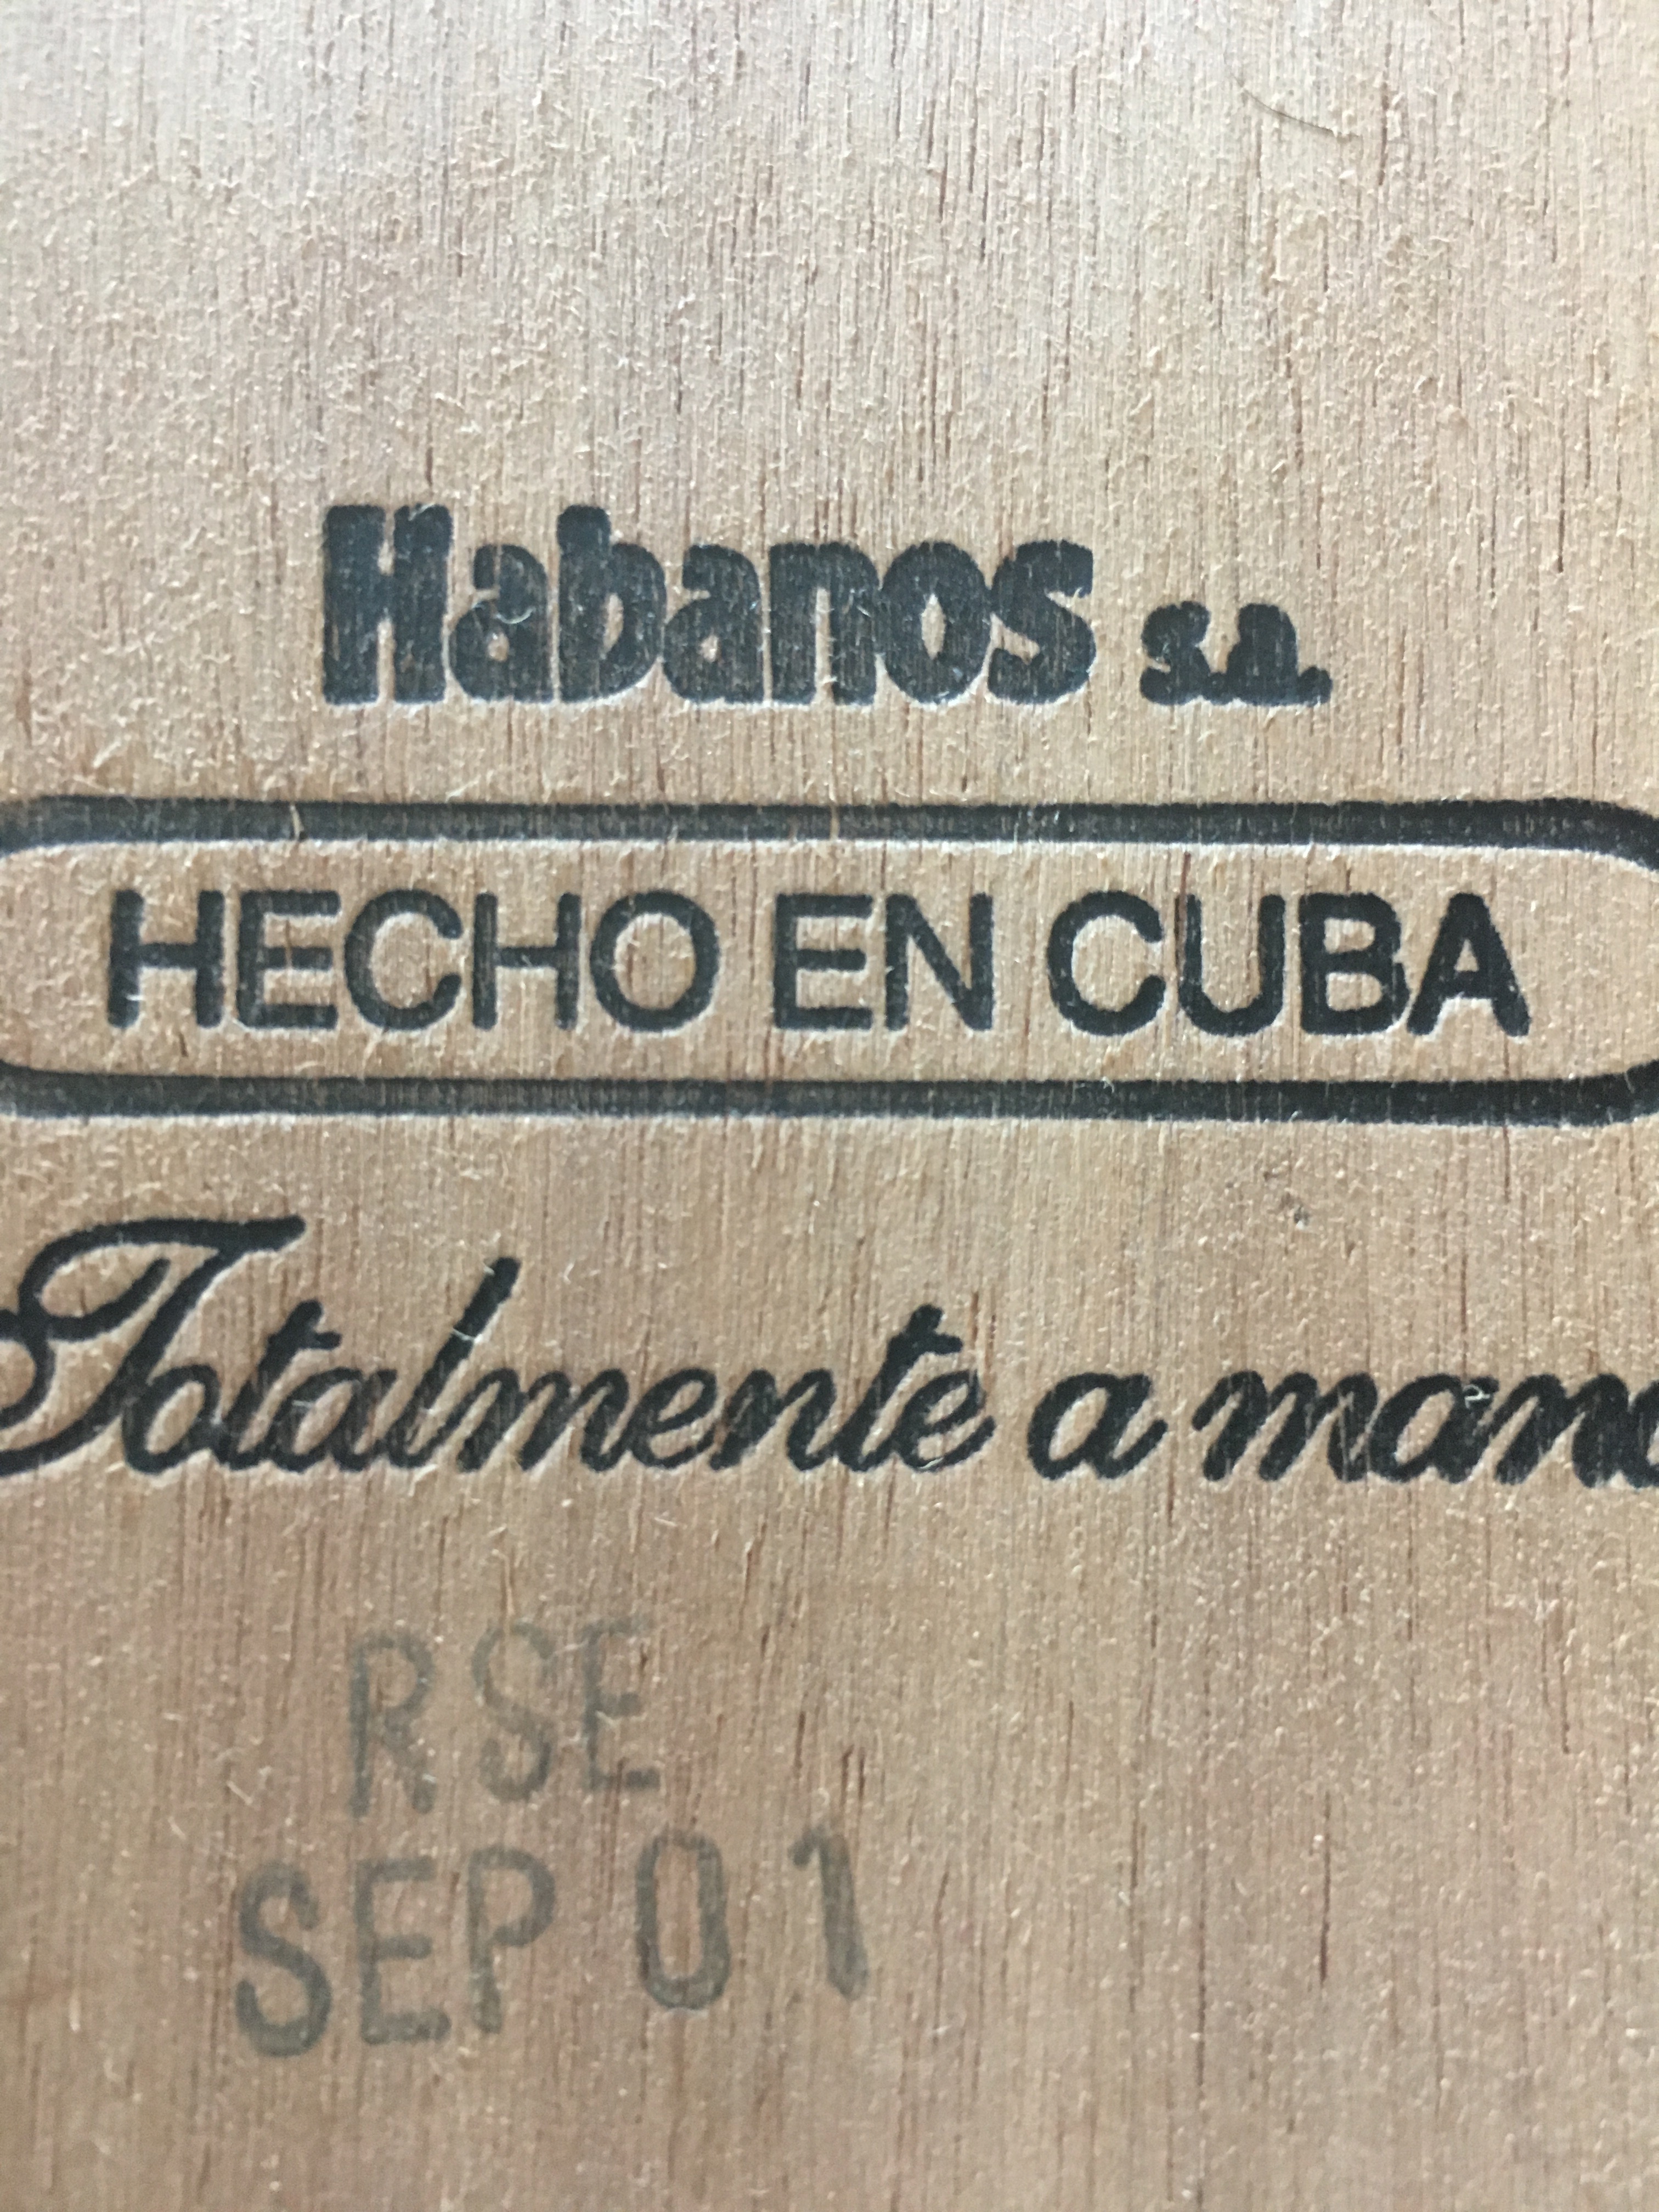 Habanos s.a.
HECHO EN CUBA
Totalmente a mano
RSE
SEP 01